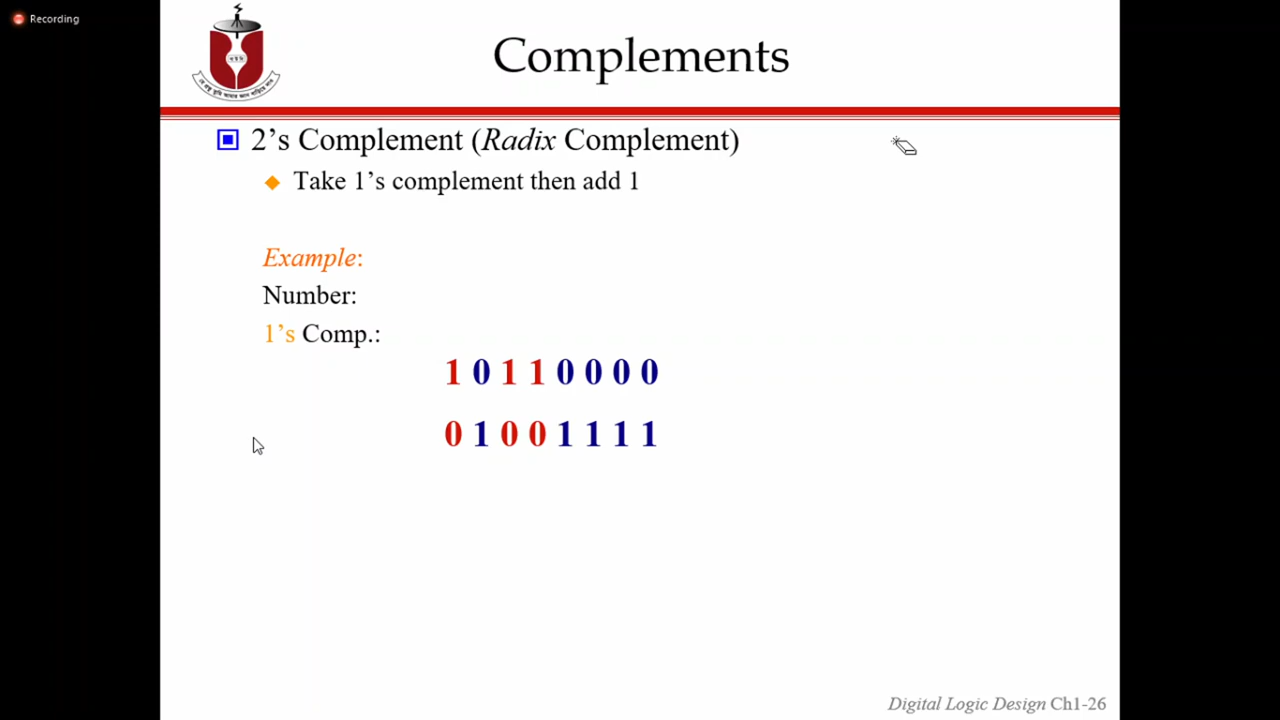 Recording
Complements
2's Complement (Radix Complement)
Take 1's complement then add 1
Example:
Number:
1's Comp.:
1 0 1 1 0 0 0 0
0 1 0 0 1 1 1 1
Digital Logic Design Ch1-26